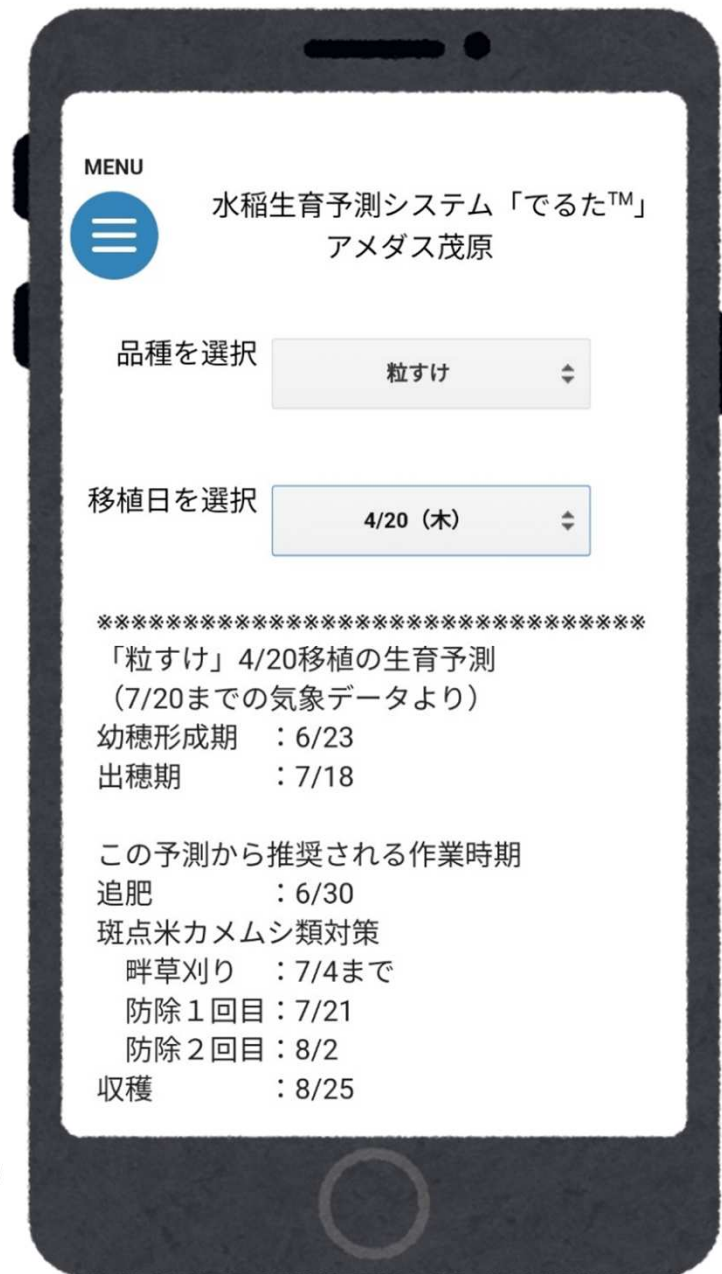 MENU
水稲生育予測システム「でるた™」
アメダス茂原
品種を選択 粒すけ
移植日を選択 4/20（木）
※※※※※※※※※※※※※※※※※※※※※※※※※※※※※※※※
「粒すけ」4/20移植の生育予測
（7/20までの気象データより）
幼穂形成期　：6/23
出穂期　　　：7/18
この予測から推奨される作業時期
追肥　　　　：6/30
斑点米カメムシ類対策
　畔草刈り　：7/4まで
　防除１回目：7/21
　防除２回目：8/2
収穫　　　　：8/25